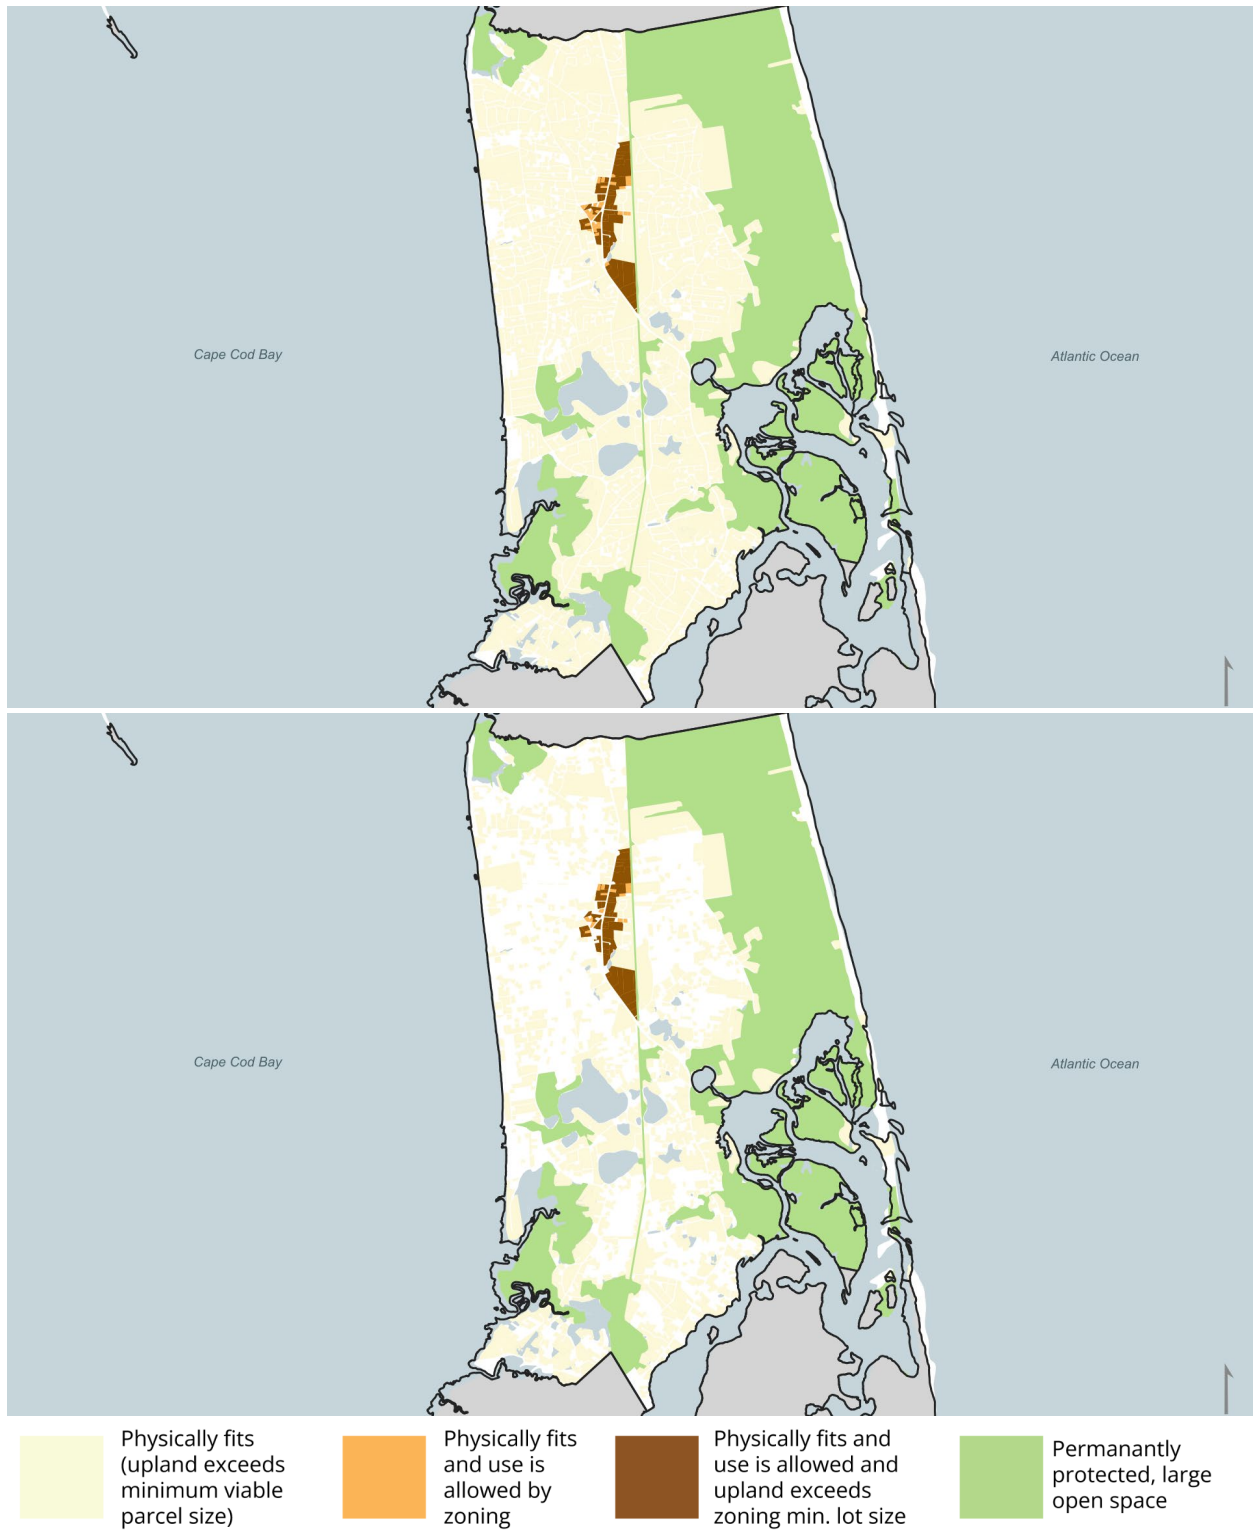 Cape Cod Bay
Atlantic Ocean
Cape Cod Bay
Atlantic Ocean
Physically fits
(upland exceeds
minimum viable
parcel size)
Physically fits
and use is
allowed by
zoning
Physically fits and
use is allowed and
upland exceeds
zoning min. lot size
Permanantly
protected, large
open space